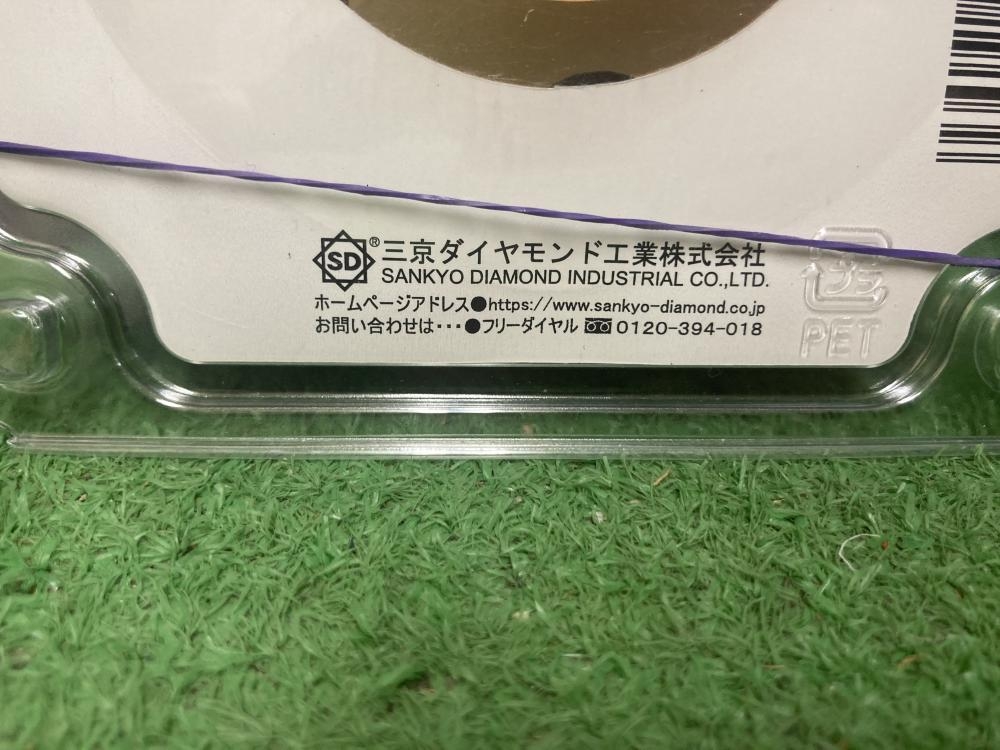 SD® 三京ダイヤモンド工業株式会社
SANKYO DIAMOND INDUSTRIAL CO.,LTD.
ホームページアドレス●https://www.sankyo-diamond.co.jp
お問い合わせは･･･●フリーダイヤル 0120-394-018
プラ
PET